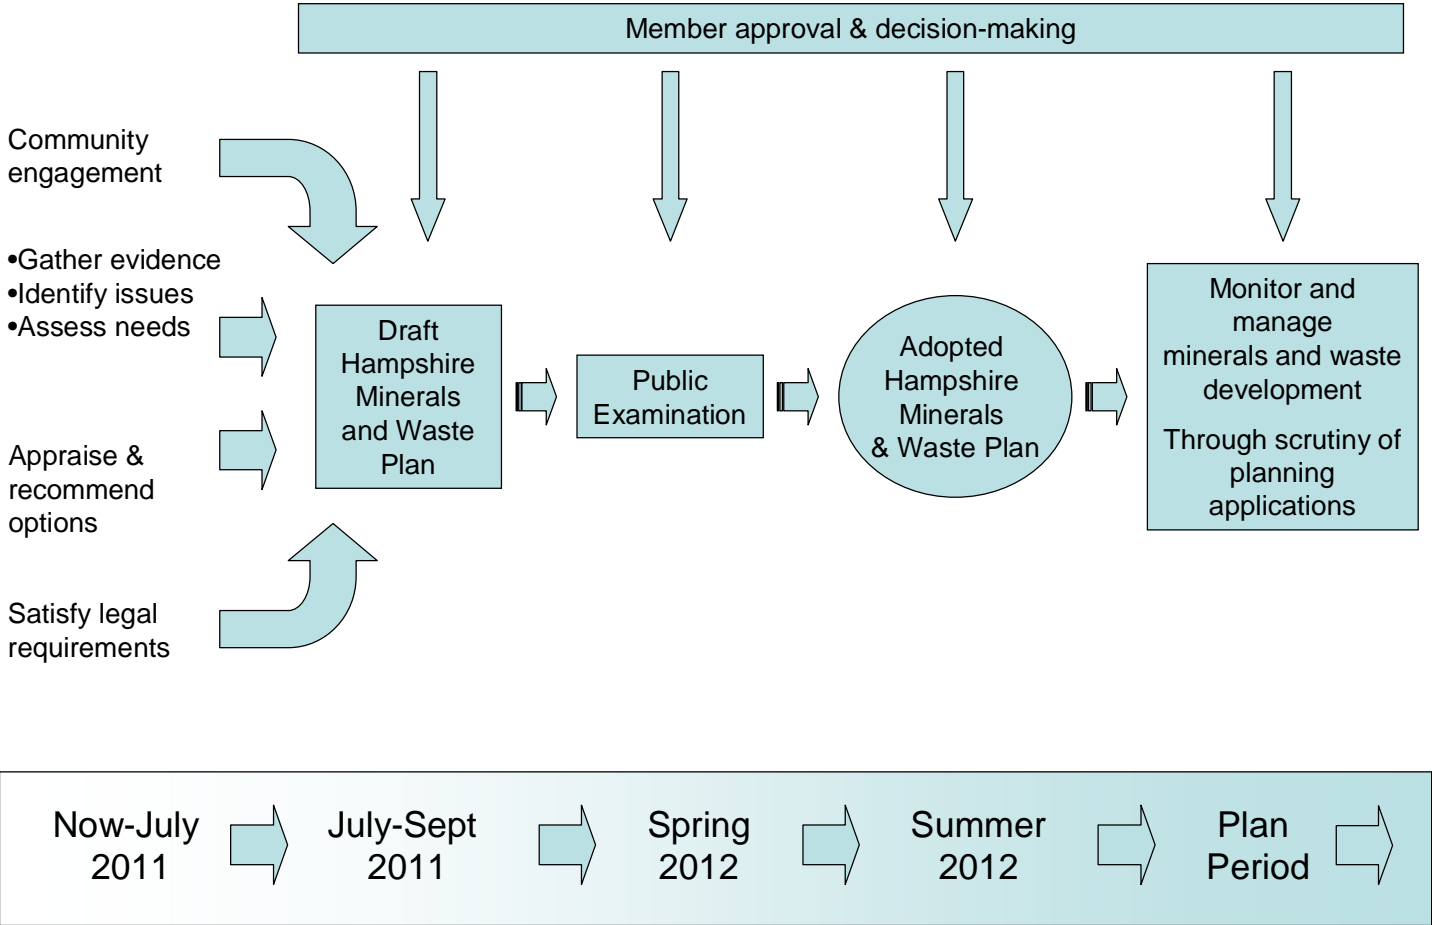 Member approval & decision-making
Community
engagement
•Gather evidence
•Identify issues
•Assess needs
Appraise &
recommend
options
Satisfy legal
requirements
Draft
Hampshire
Minerals
and Waste
Plan
Public
Examination
Adopted
Hampshire
Minerals
& Waste Plan
Monitor and
manage
minerals and waste
development
Through scrutiny of
planning
applications
Now-July
2011
July-Sept
2011
Spring
2012
Summer
2012
Plan
Period